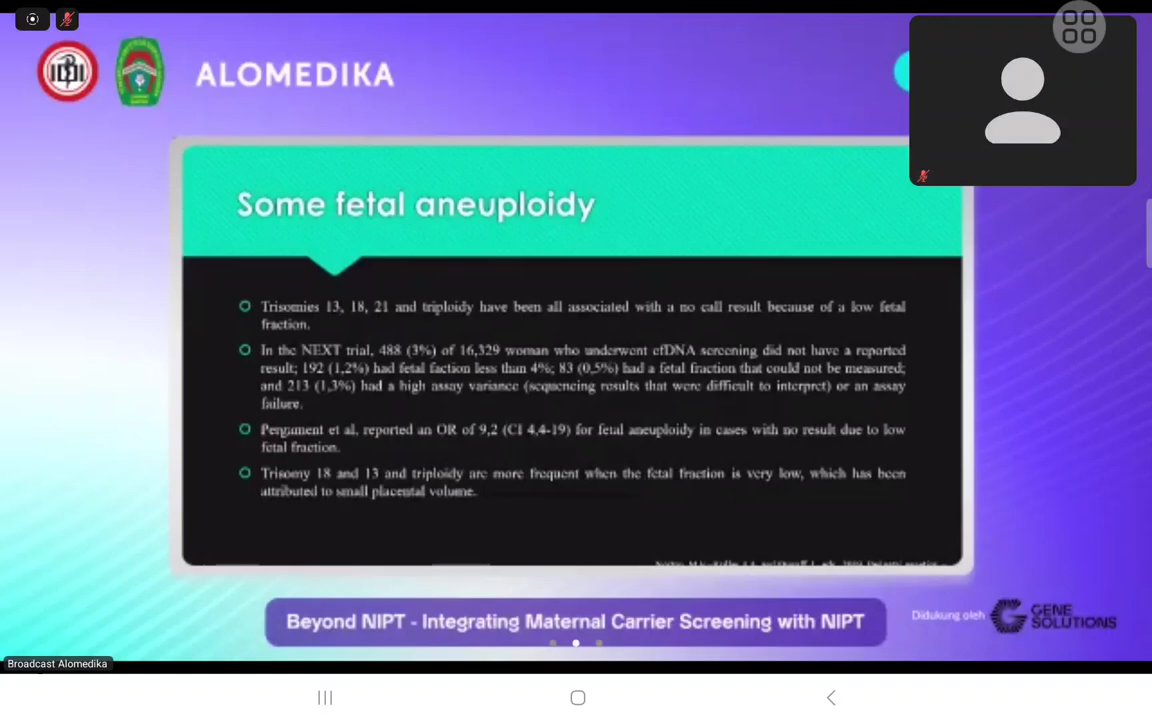 IDI
ALOMEDIKA
Some fetal aneuploidy
Trisomies 13, 18, 21 and triploidy have been all associated with a no call result because of a low fetal
fraction.
In the NEXT trial, 488 (3%) of 16,329 woman who underwent cfDNA screening did not have a reported
result; 192 (1,2%) had fetal faction less than 4%; 83 (0,5%) had a fetal fraction that could not be measured;
and 213 (1,3%) had a high assay variance (sequencing results that were difficult to interpret) or an assay
failure.
Pergament et al, reported an OR of 9,2 (CI 4,4-19) for fetal aneuploidy in cases with no result due to low
fetal fraction.
Trisomy 18 and 13 and triploidy are more frequent when the fetal fraction is very low, which has been
attributed to small placental volume.
Beyond NIPT - Integrating Maternal Carrier Screening with NIPT
Didukung oleh
GENE
SOLUTIONS
Broadcast Alomedika